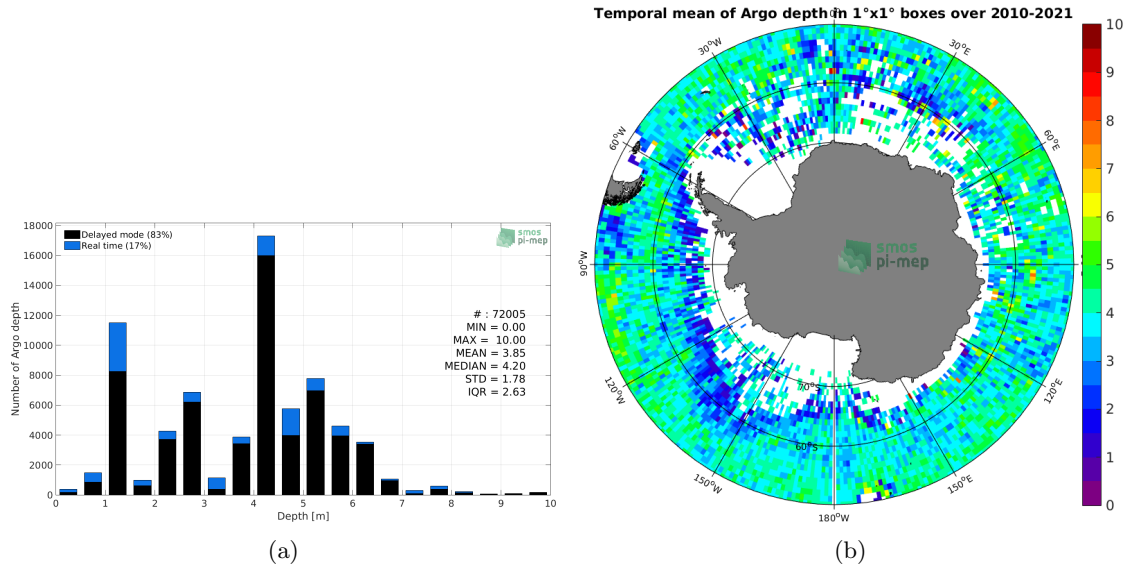 Temporal mean of Argo depth in 1°x1° boxes over 2010-2021
Delayed mode (83%)
Real time (17%)
smos
pi-mep
# : 72005
MIN = 0.00
MAX = 10.00
MEAN = 3.85
MEDIAN = 4.20
STD = 1.78
IQR = 2.63
Number of Argo depth
18000
16000
14000
12000
10000
8000
6000
4000
2000
0
0 1 2 3 4 5 6 7 8 9 10
Depth [m]
(a)
30°W
30°E
60°W
60°E
90°W
120°W
120°E
150°W
150°E
180°W
70°S
60°S
smos
pi-mep
10
9
8
7
6
5
4
3
2
1
0
(b)